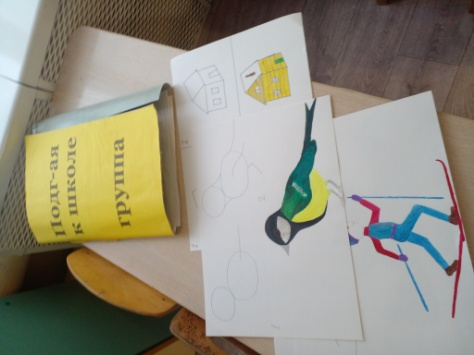 Подг-ая
к школе
группа